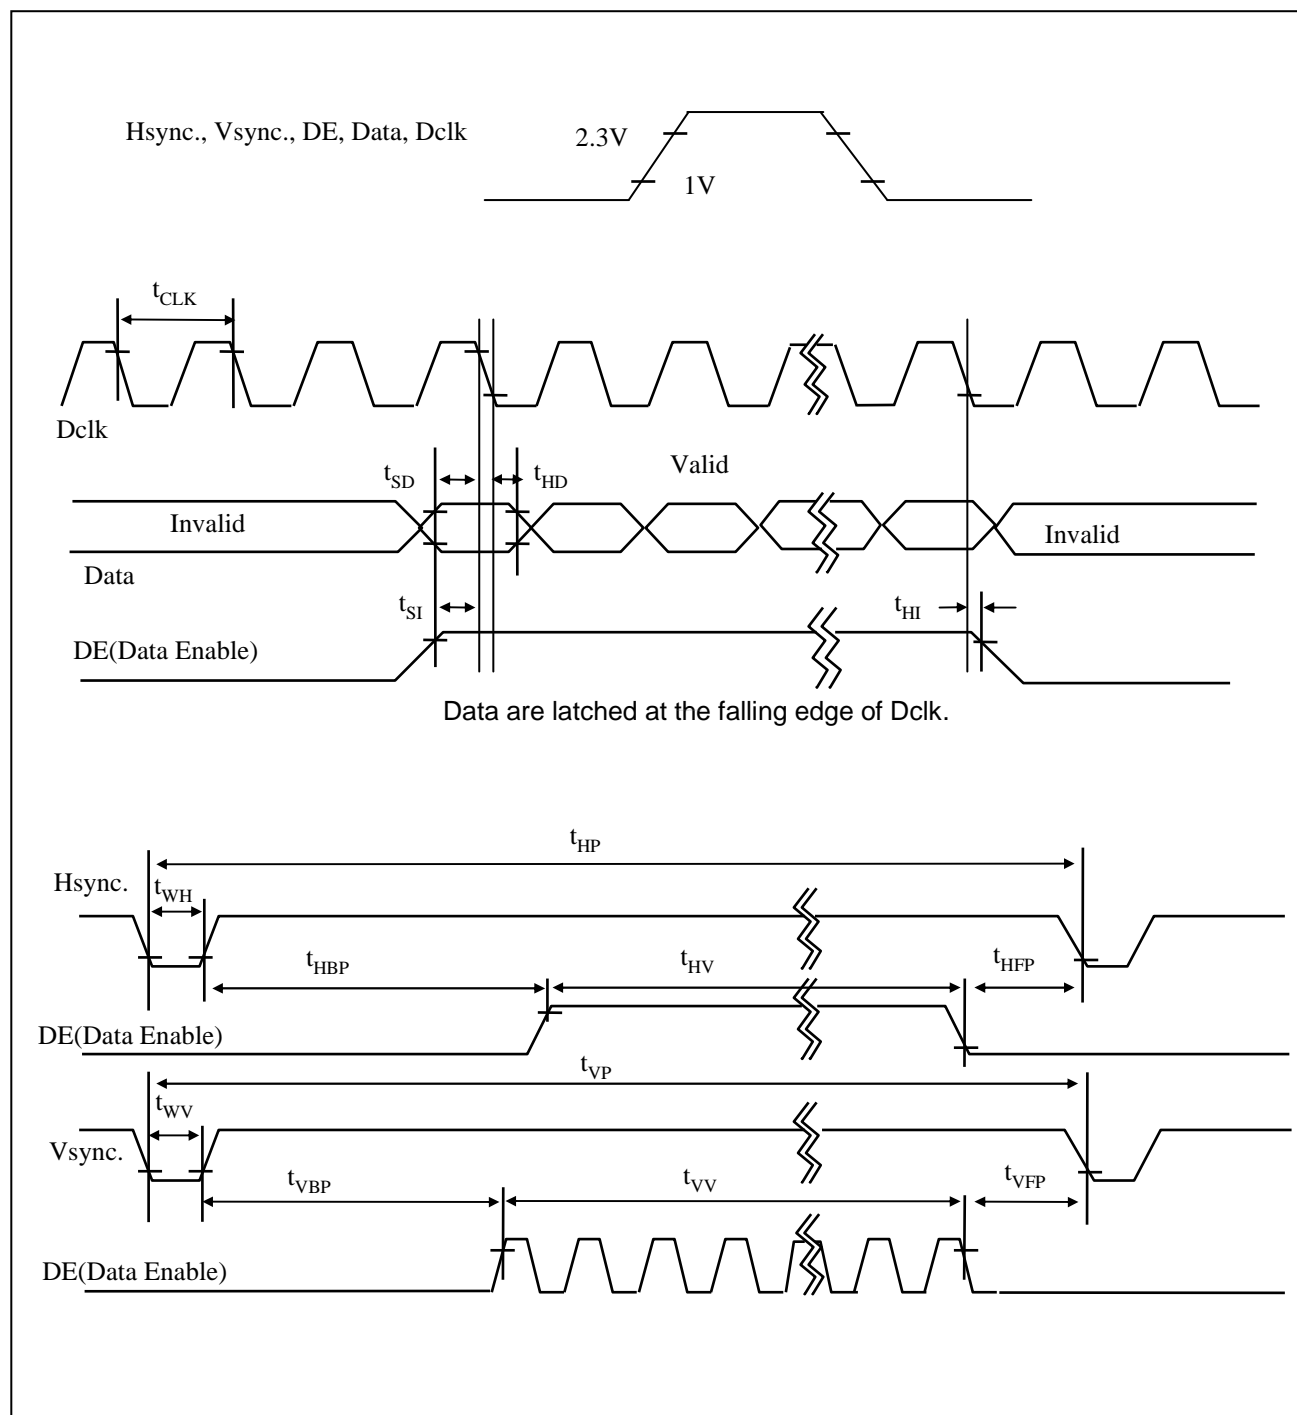 Hsync., Vsync., DE, Data, Dclk
2.3V
1V
tCLK
Dclk
tSD
tHD
Valid
Invalid
Invalid
Data
tSI
tHI
DE(Data Enable)
Data are latched at the falling edge of Dclk.
tHP
Hsync.
tWH
tHBP
tHV
tHFP
DE(Data Enable)
tVP
tWV
Vsync.
tVBP
tVV
tVFP
DE(Data Enable)